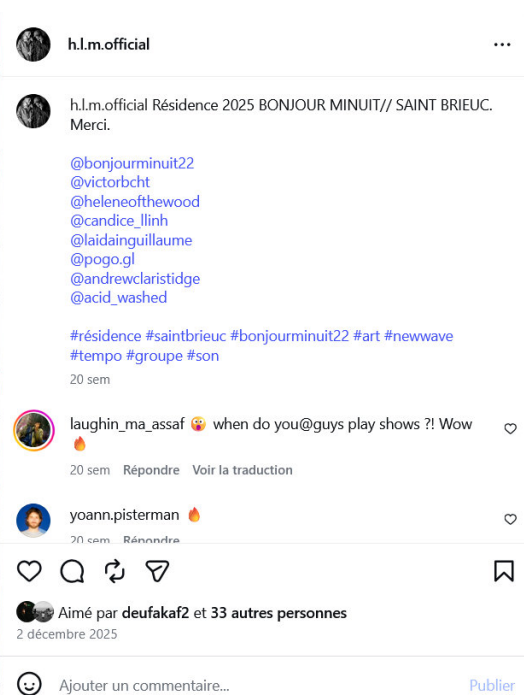 h.l.m.official
h.l.m.official Résidence 2025 BONJOUR MINUIT// SAINT BRIEUC.
Merci.
@bonjourminuit22
@victorbcht
@heleneofthewood
@candice_llinh
@laidainguillaume
@pogo.gl
@andrewclaristidge
@acid_washed
#résidence #saintbrieuc #bonjourminuit22 #art #newwave
#tempo #groupe #son
20 sem
laughin_ma_assaf 😲 when do you@guys play shows ?! Wow
🔥
20 sem Répondre Voir la traduction
yoann.pisterman 🔥
20 sem Répondre
Aimé par deufakaf2 et 33 autres personnes
2 décembre 2025
Ajouter un commentaire... Publier